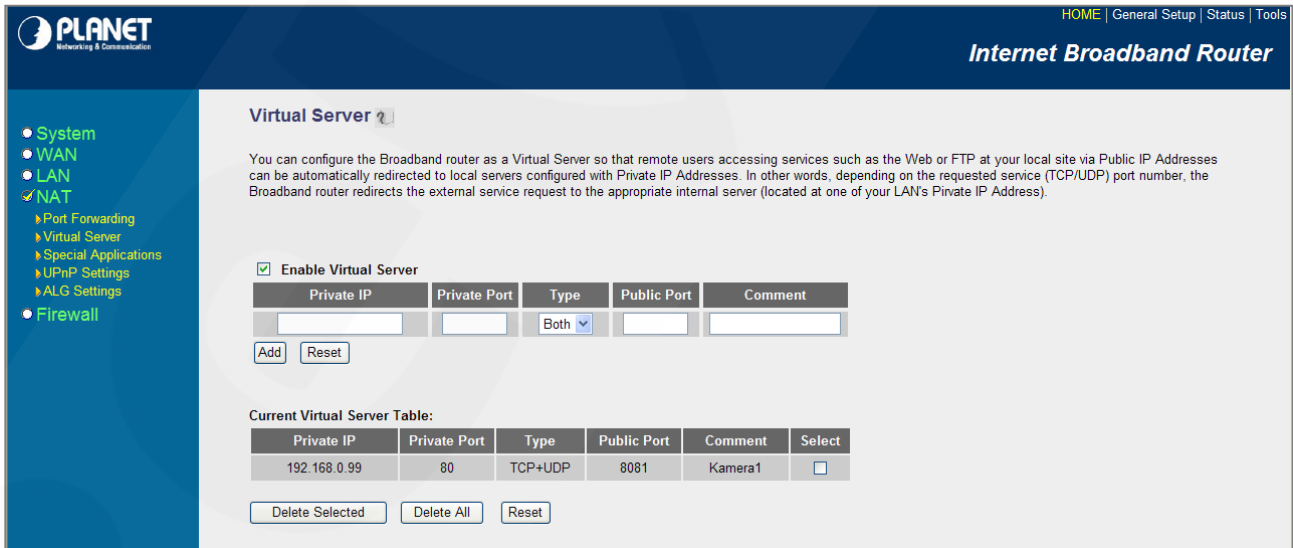 PLANET
Networking & Communication
HOME | General Setup | Status | Tools
Internet Broadband Router
System
WAN
LAN
NAT
Port Forwarding
Virtual Server
Special Applications
UPnP Settings
ALG Settings
Firewall
Virtual Server
You can configure the Broadband router as a Virtual Server so that remote users accessing services such as the Web or FTP at your local site via Public IP Addresses
can be automatically redirected to local servers configured with Private IP Addresses. In other words, depending on the requested service (TCP/UDP) port number, the
Broadband router redirects the external service request to the appropriate internal server (located at one of your LAN's Pivate IP Address).
Enable Virtual Server
Private IP Private Port Type Public Port Comment
Both
Add Reset
Current Virtual Server Table:
Private IP Private Port Type Public Port Comment Select
192.168.0.99 80 TCP+UDP 8081 Kamera1
Delete Selected Delete All Reset